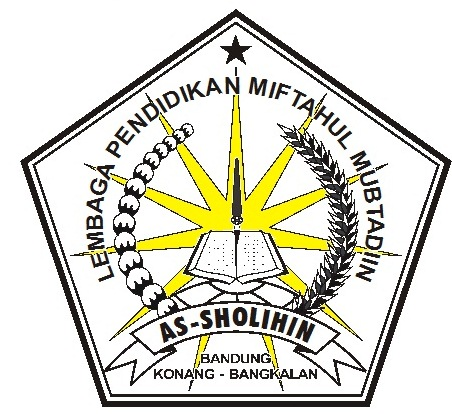 LEMBAGA PENDIDIKAN MIFTAHUL MUBTADIIN
AS-SHOLIHIN
BANDUNG
KONANG - BANGKALAN